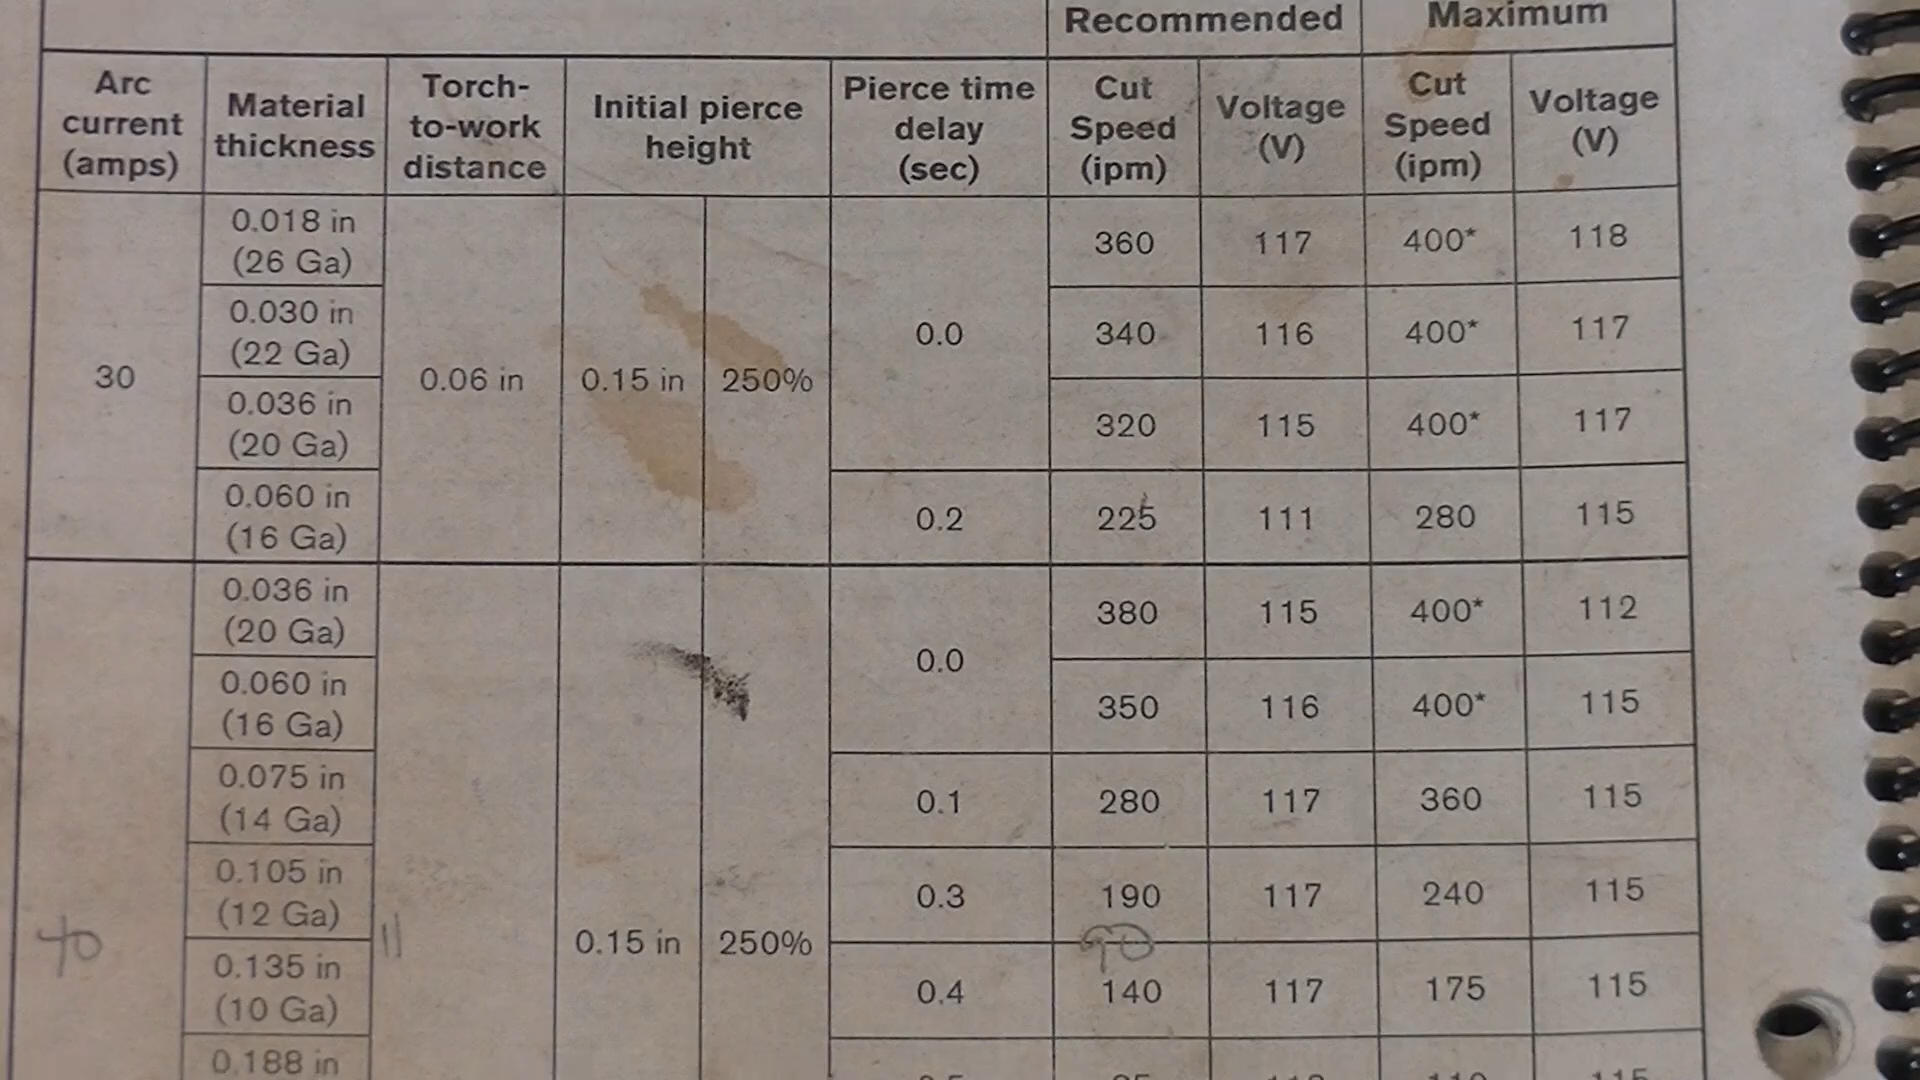 Recommended Maximum
Arc current (amps) Material thickness Torch-to-work distance Initial pierce height Pierce time delay (sec) Cut Speed (ipm) Voltage (V) Cut Speed (ipm) Voltage (V)
30 0.018 in (26 Ga) 0.06 in 0.15 in 250% 0.0 360 117 400* 118
0.030 in (22 Ga) 340 116 400* 117
0.036 in (20 Ga) 320 115 400* 117
0.060 in (16 Ga) 0.2 225 111 280 115
0.036 in (20 Ga) 0.15 in 250% 0.0 380 115 400* 112
0.060 in (16 Ga) 350 116 400* 115
0.075 in (14 Ga) 0.1 280 117 360 115
0.105 in (12 Ga) 0.3 190 117 240 115
0.135 in (10 Ga) 0.4 140 117 175 115
0.188 in